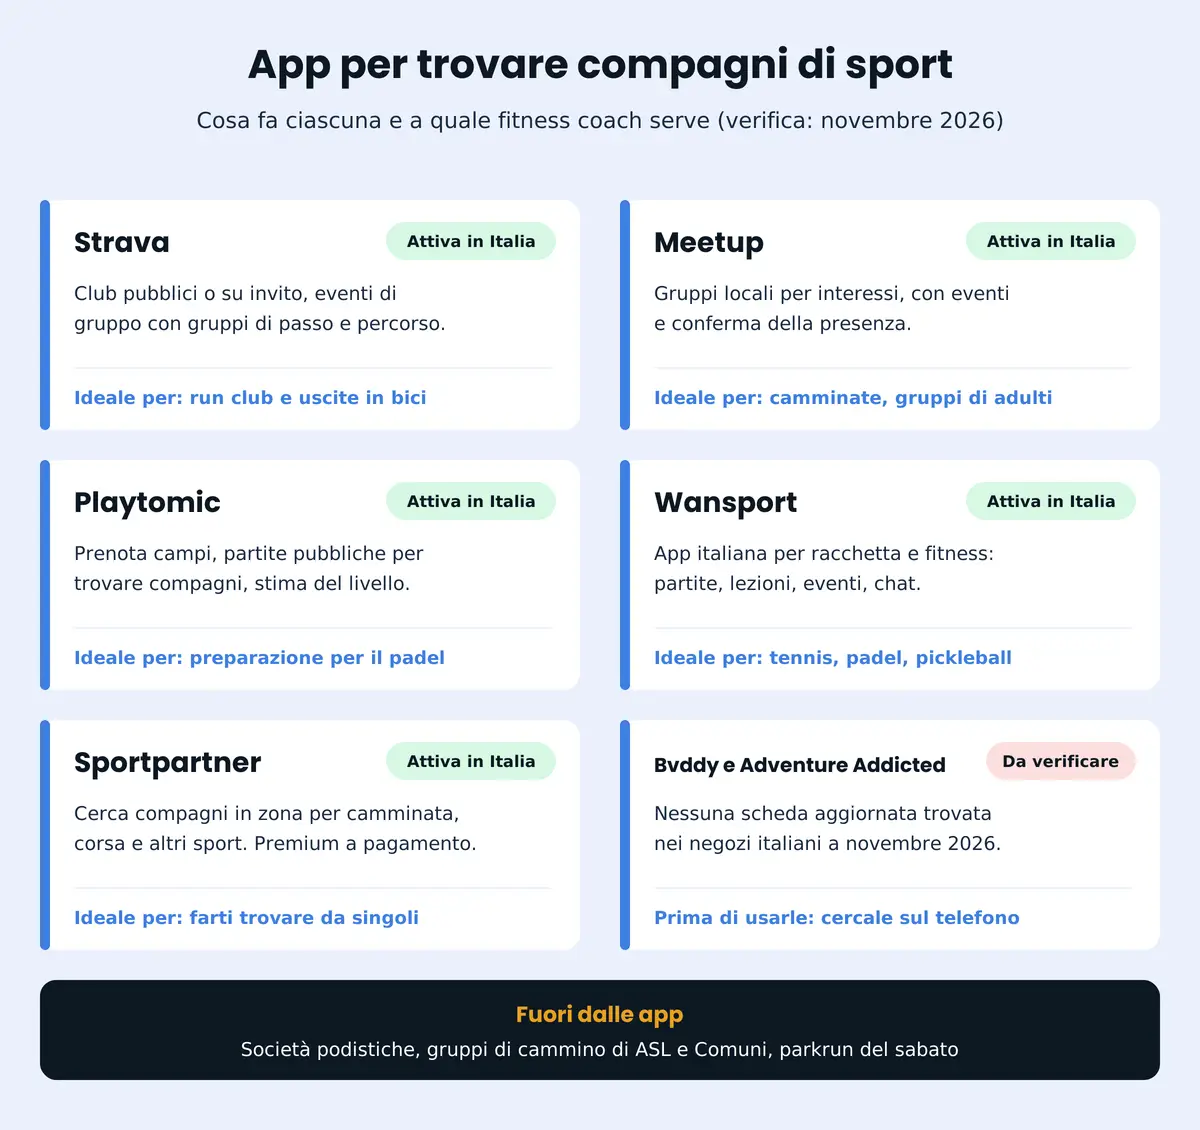 App per trovare compagni di sport
Cosa fa ciascuna e a quale fitness coach serve (verifica: novembre 2026)
Strava
Attiva in Italia
Club pubblici o su invito, eventi di
gruppo con gruppi di passo e percorso.
Ideale per: run club e uscite in bici
Meetup
Attiva in Italia
Gruppi locali per interessi, con eventi
e conferma della presenza.
Ideale per: camminate, gruppi di adulti
Playtomic
Attiva in Italia
Prenota campi, partite pubbliche per
trovare compagni, stima del livello.
Ideale per: preparazione per il padel
Wansport
Attiva in Italia
App italiana per racchetta e fitness:
partite, lezioni, eventi, chat.
Ideale per: tennis, padel, pickleball
Sportpartner
Attiva in Italia
Cerca compagni in zona per camminata,
corsa e altri sport. Premium a pagamento.
Ideale per: farti trovare da singoli
Bvddy e Adventure Addicted
Da verificare
Nessuna scheda aggiornata trovata
nei negozi italiani a novembre 2026.
Prima di usarle: cercale sul telefono
Fuori dalle app
Società podistiche, gruppi di cammino di ASL e Comuni, parkrun del sabato